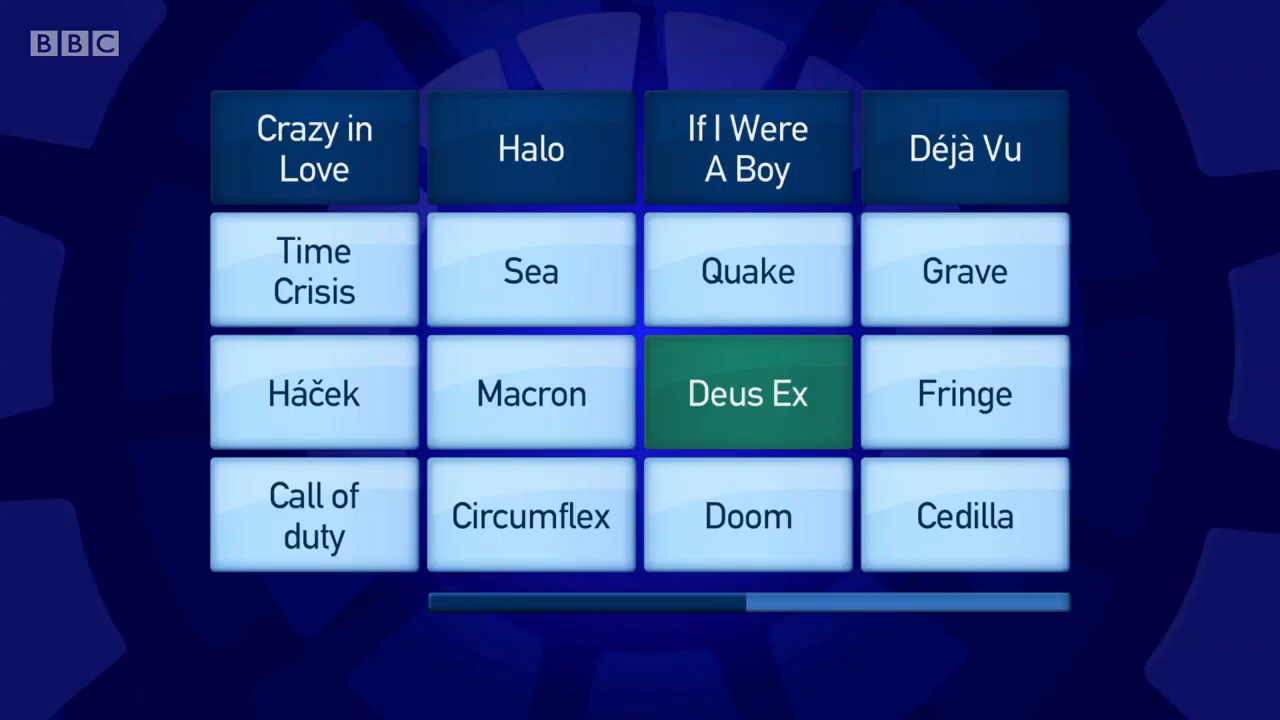 BBC
Crazy in
Love
Halo
If I Were
A Boy
Déjà Vu
Time
Crisis
Sea
Quake
Grave
Háček
Macron
Deus Ex
Fringe
Call of
duty
Circumflex
Doom
Cedilla